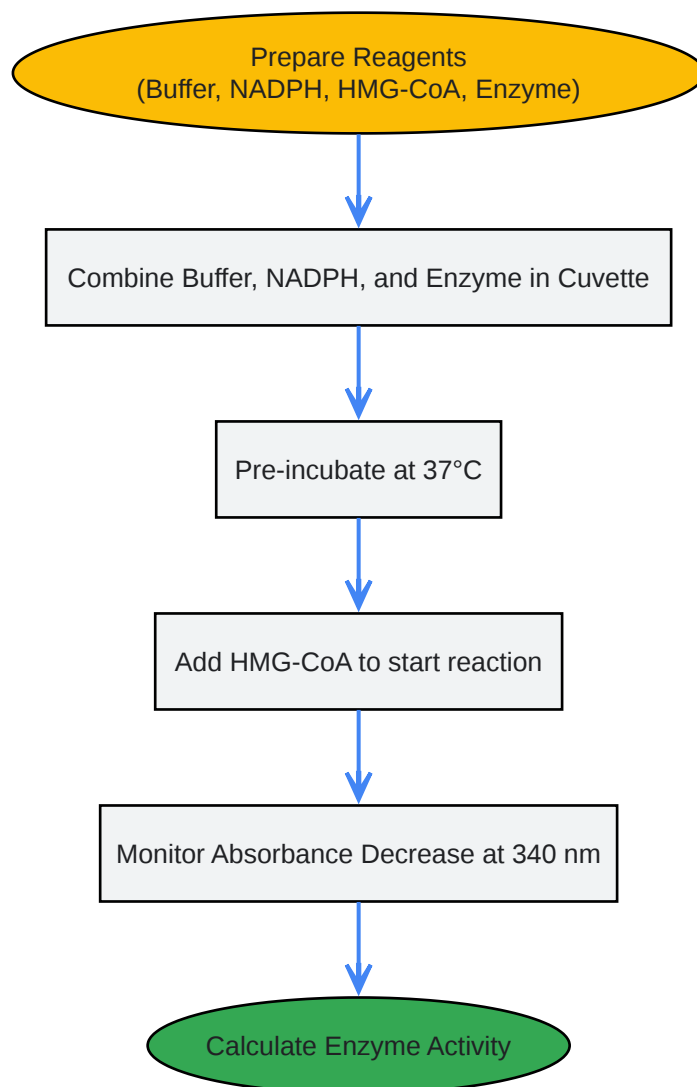 Prepare Reagents
(Buffer, NADPH, HMG-CoA, Enzyme)
Combine Buffer, NADPH, and Enzyme in Cuvette
Pre-incubate at 37°C
Add HMG-CoA to start reaction
Monitor Absorbance Decrease at 340 nm
Calculate Enzyme Activity